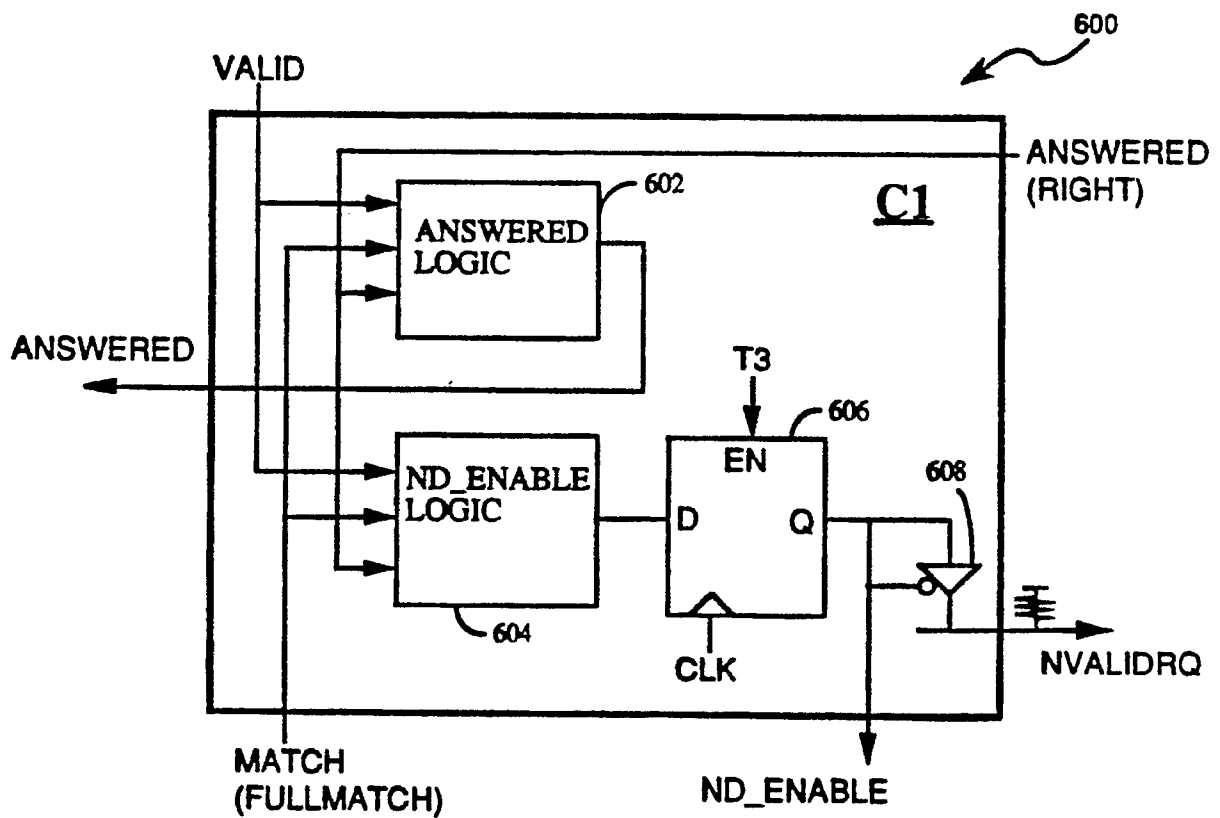 600
VALID
ANSWERED
(RIGHT)
602
C1
ANSWERED
LOGIC
ANSWERED
T3
606
EN
608
ND_ENABLE
LOGIC
D
Q
604
CLK
NVALIDRQ
MATCH
(FULLMATCH)
ND_ENABLE